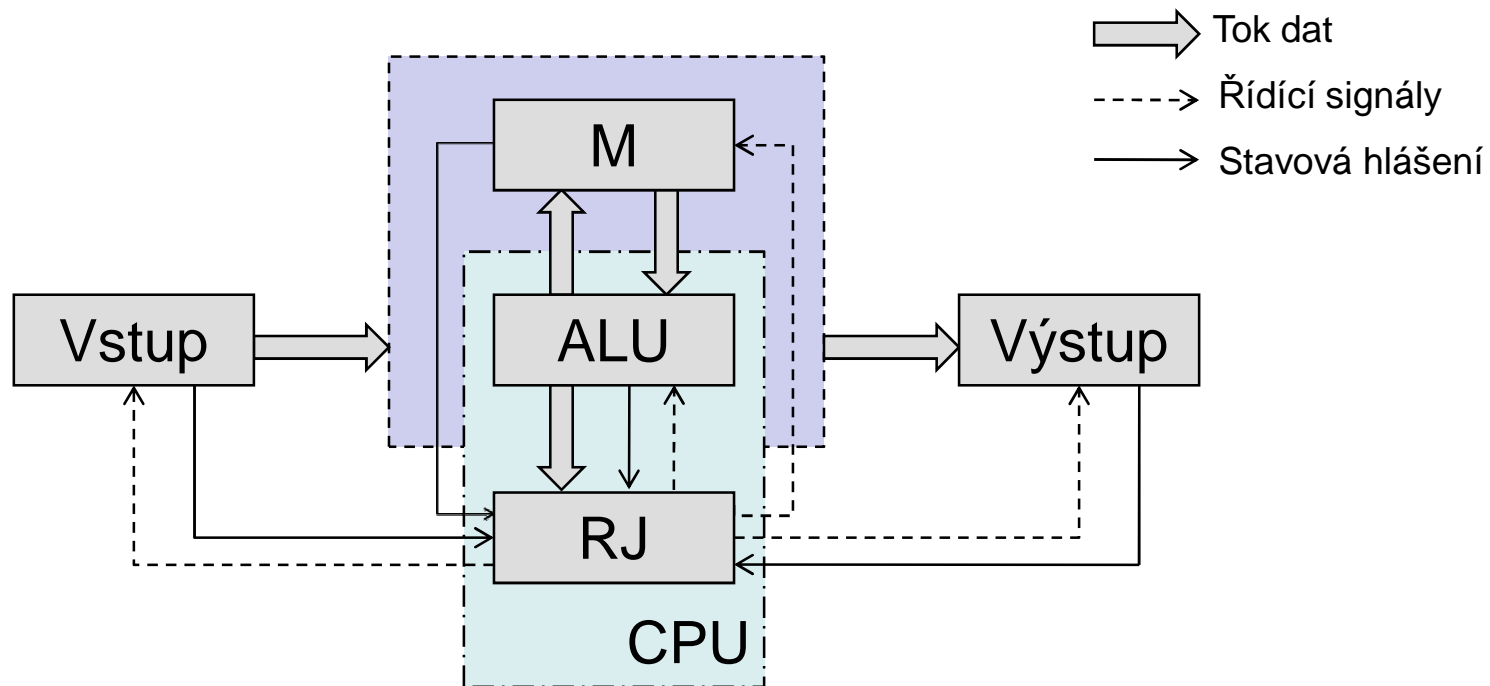 Tok dat
Řídící signály
Stavová hlášení
M
Vstup
ALU
Výstup
RJ
CPU